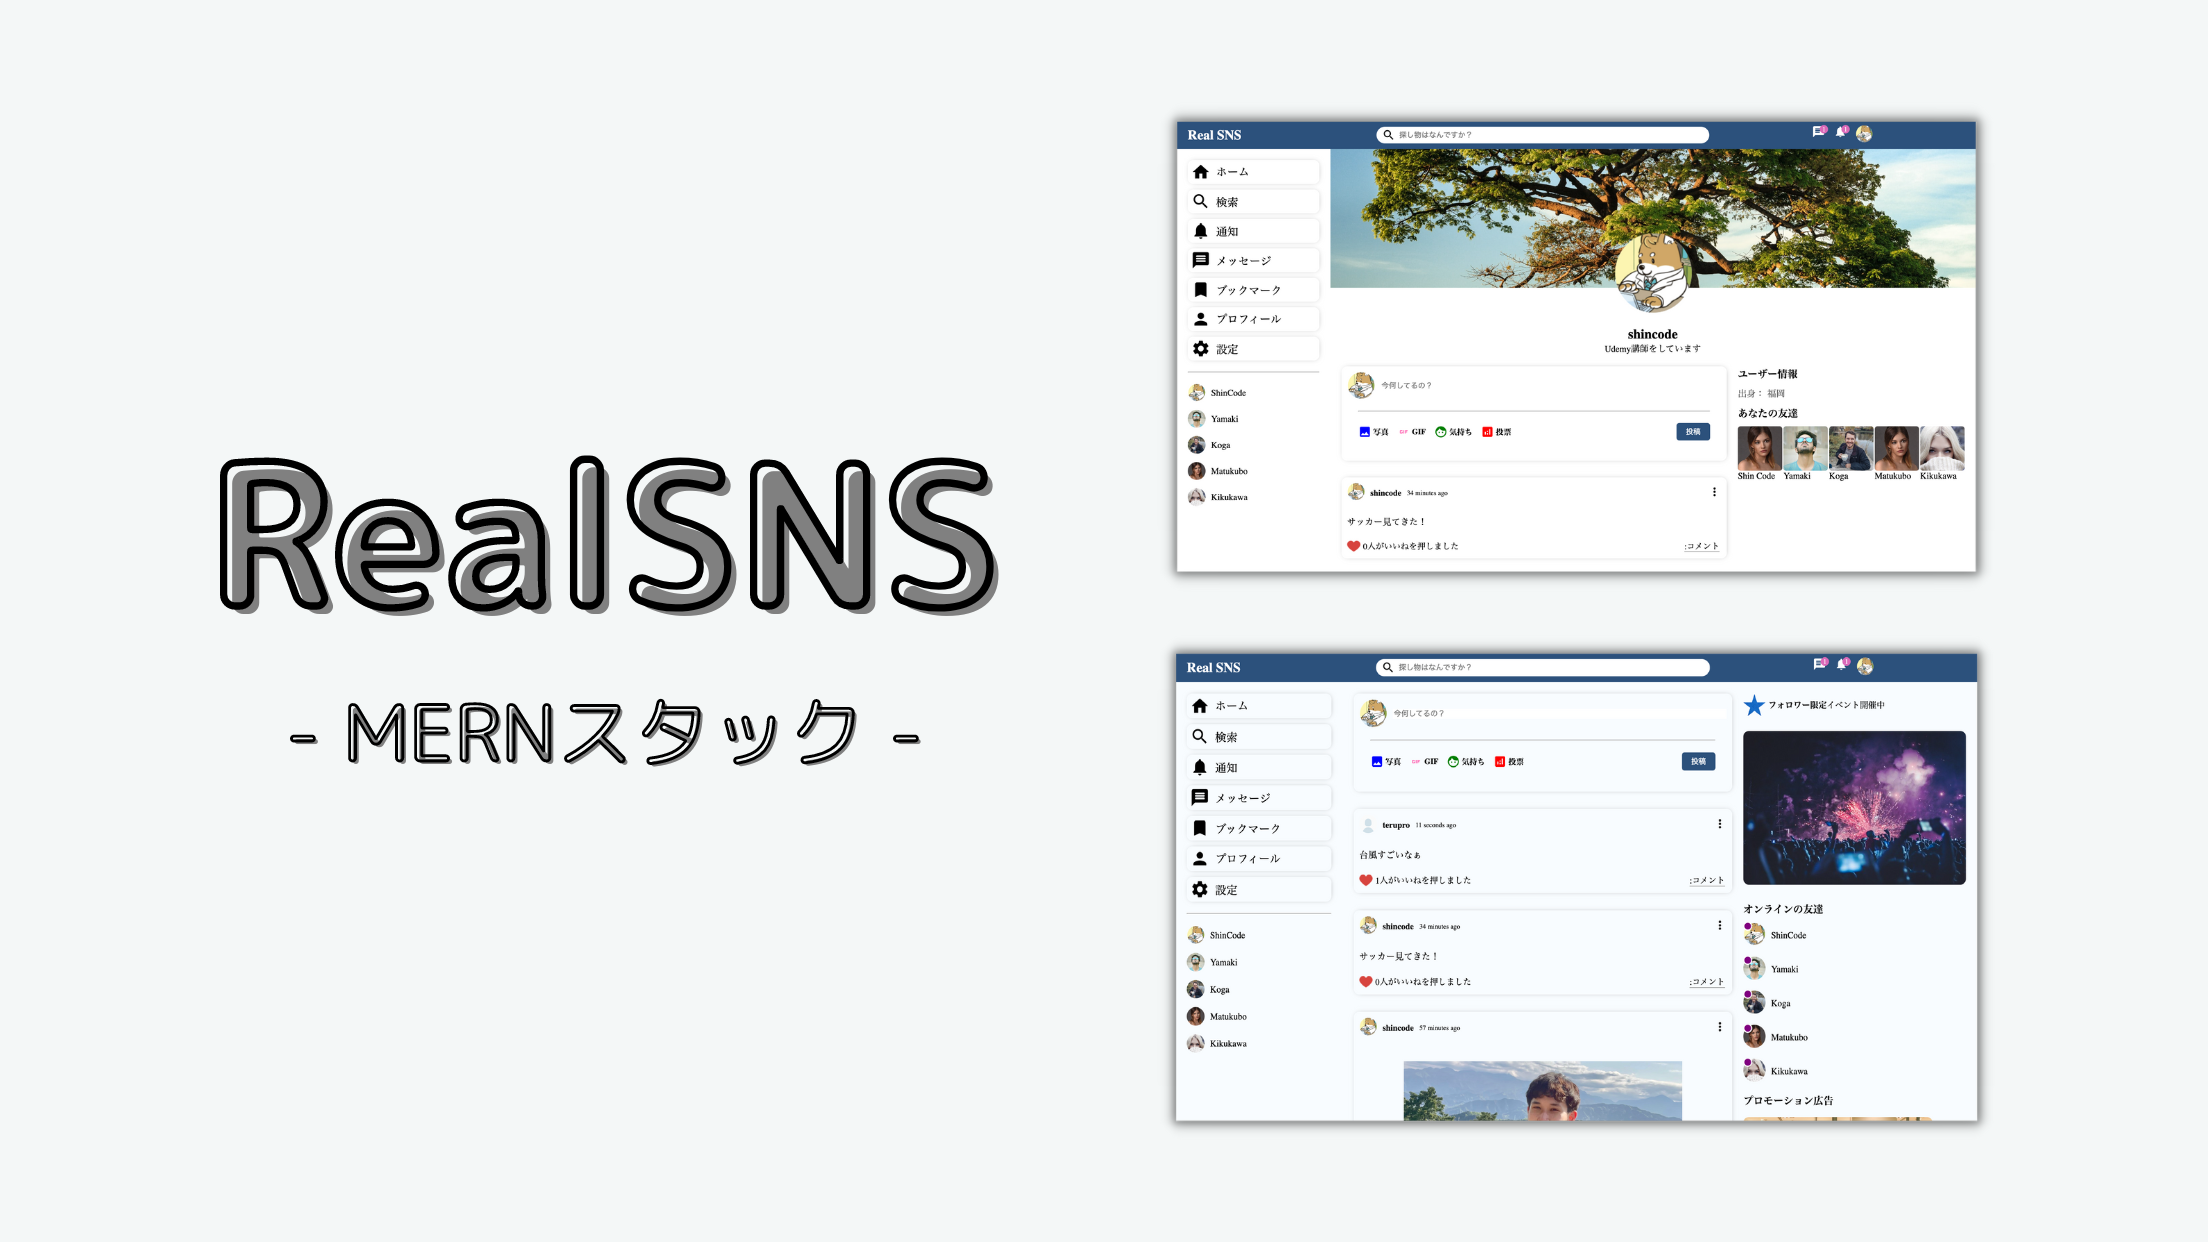 RealSNS
- MERNスタック -
Real SNS
探し物はなんですか？
ホーム
検索
通知
メッセージ
ブックマーク
プロフィール
設定
ShinCode
Yamaki
Koga
Matukubo
Kikukawa
shincode
Udemy講師をしています
今何してるの？
写真 GIF GIF 気持ち 投票 投稿
shincode 34 minutes ago
サッカー見てきた！
0人がいいねを押しました :コメント
ユーザー情報
出身： 福岡
あなたの友達
Shin Code Yamaki Koga Matukubo Kikukawa
Real SNS
探し物はなんですか？
ホーム
検索
通知
メッセージ
ブックマーク
プロフィール
設定
ShinCode
Yamaki
Koga
Matukubo
Kikukawa
今何してるの？
写真 GIF GIF 気持ち 投票 投稿
terupro 11 seconds ago
台風すごいなぁ
1人がいいねを押しました :コメント
shincode 34 minutes ago
サッカー見てきた！
0人がいいねを押しました :コメント
shincode 57 minutes ago
フォロワー限定イベント開催中
オンラインの友達
ShinCode
Yamaki
Koga
Matukubo
Kikukawa
プロモーション広告